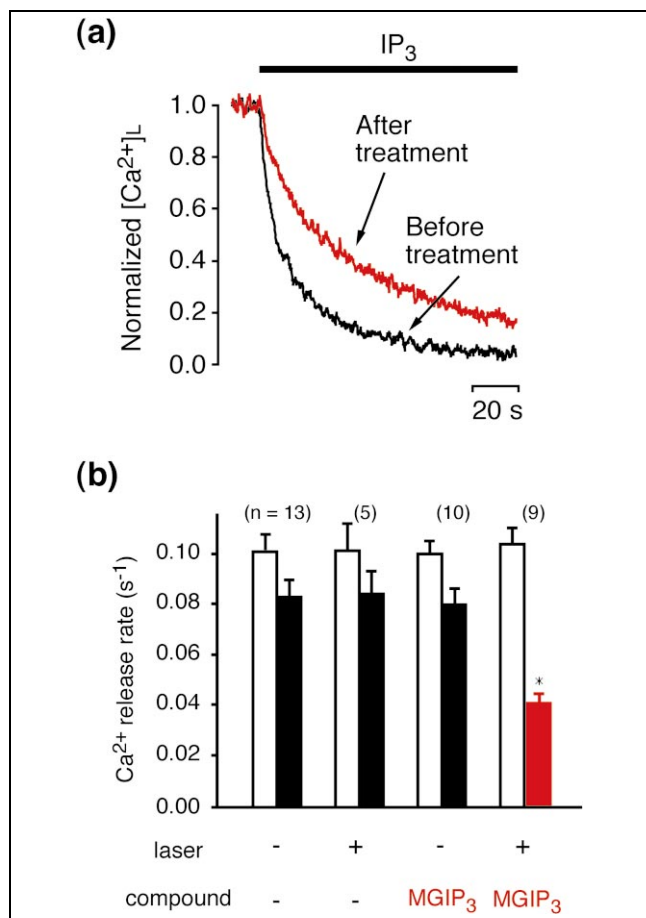 (a)
IP3
Normalized [Ca2+]L
1.0
0.8
0.6
0.4
0.2
0.0
After
treatment
Before
treatment
20 s
(b)
Ca2+ release rate (s-1)
(n = 13) (5) (10) (9)
0.10
0.08
0.06
0.04
0.02
0.00
*
laser - + - +
compound - - MGIP3 MGIP3